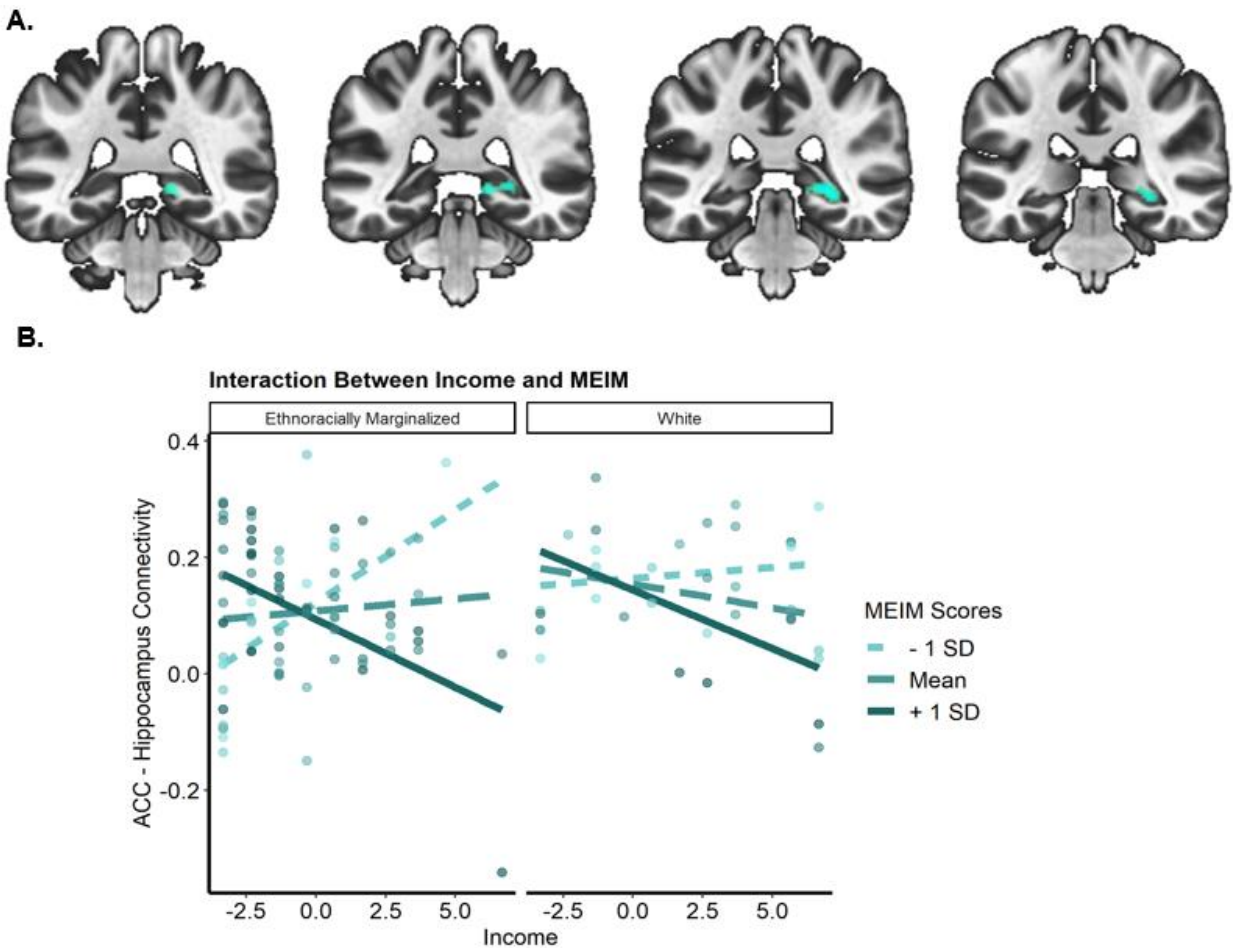 A.
B.
Interaction Between Income and MEIM
Ethnoracially Marginalized
White
0.4
0.2
0.0
-0.2
ACC - Hippocampus Connectivity
-2.5 0.0 2.5 5.0
-2.5 0.0 2.5 5.0
Income
MEIM Scores
- 1 SD
Mean
+ 1 SD